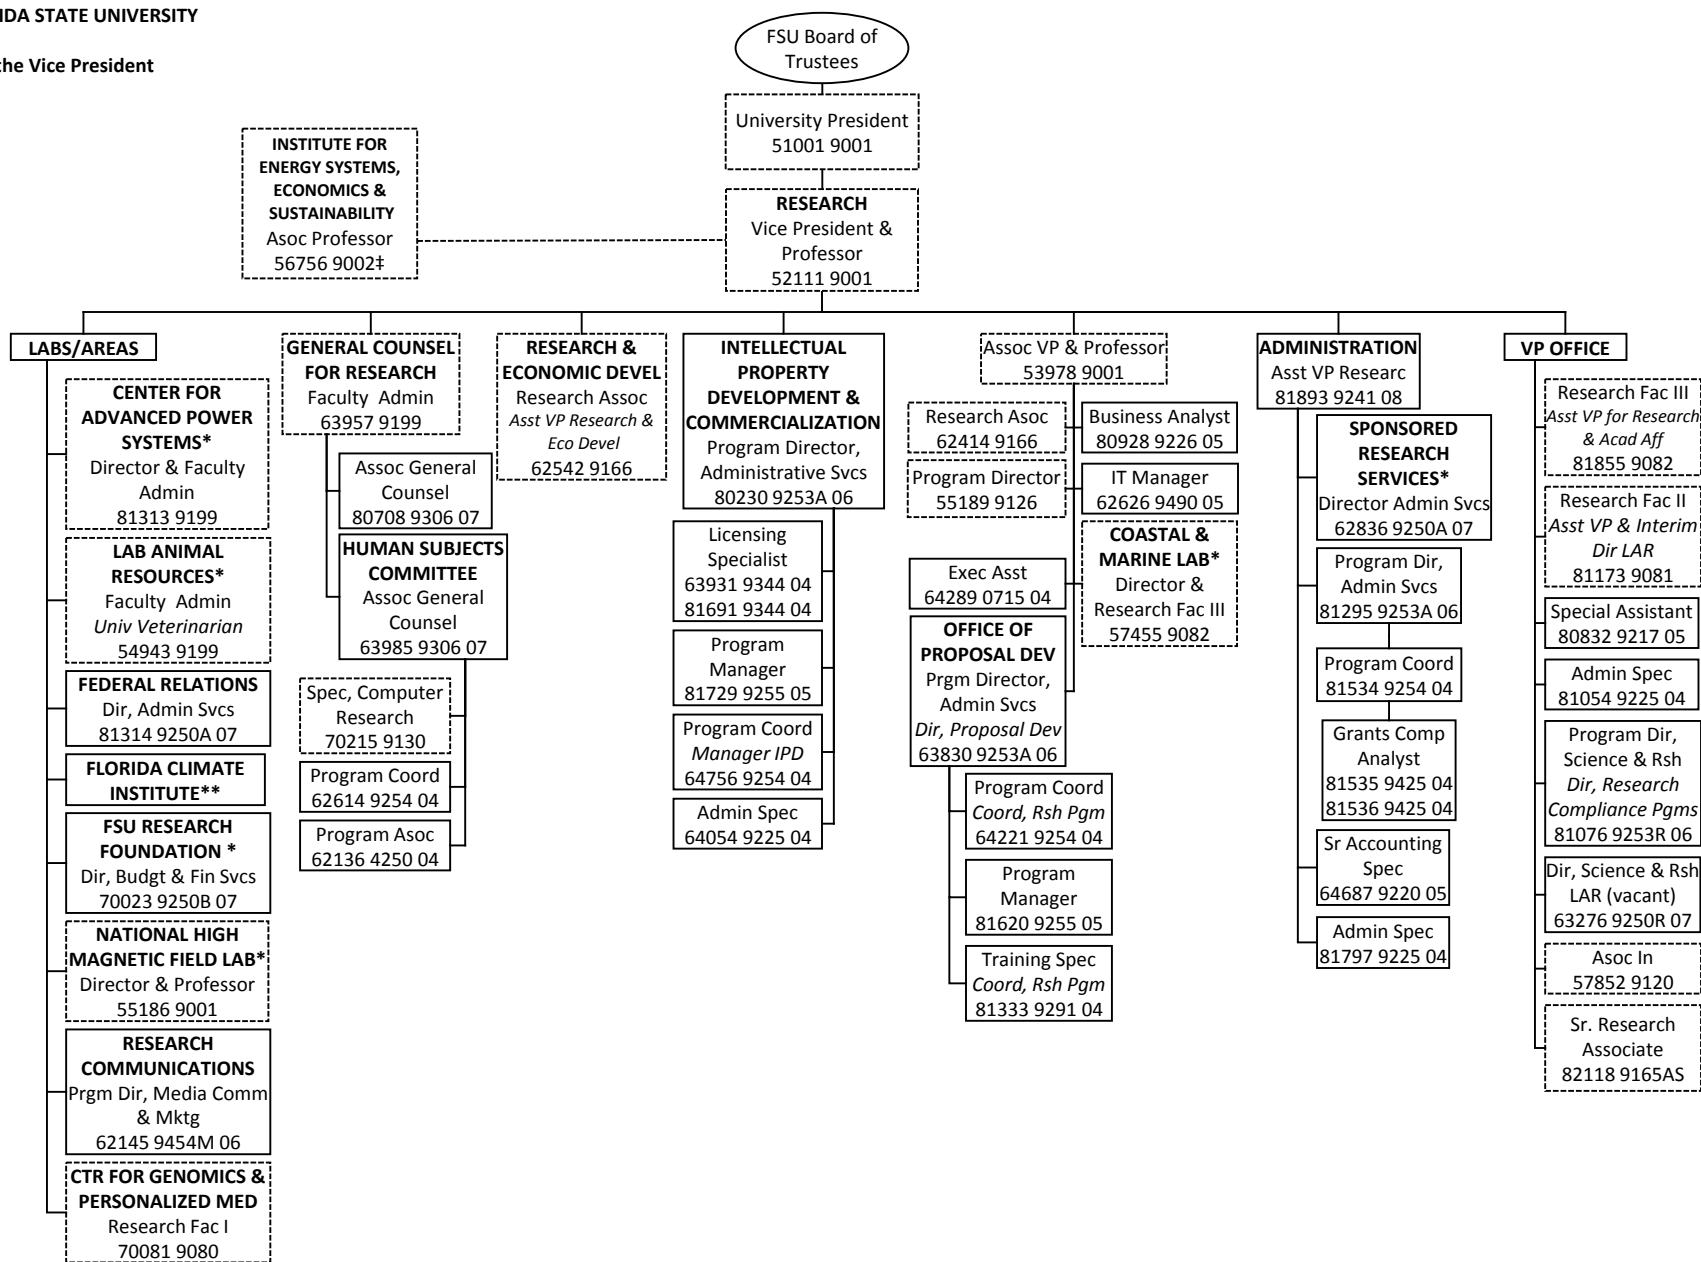 IDA STATE UNIVERSITY
the Vice President
FSU Board of
Trustees
University President
51001 9001
INSTITUTE FOR
ENERGY SYSTEMS,
ECONOMICS &
SUSTAINABILITY
Asoc Professor
56756 9002‡
RESEARCH
Vice President &
Professor
52111 9001
LABS/AREAS
CENTER FOR
ADVANCED POWER
SYSTEMS*
Director & Faculty
Admin
81313 9199
LAB ANIMAL
RESOURCES*
Faculty Admin
Univ Veterinarian
54943 9199
FEDERAL RELATIONS
Dir, Admin Svcs
81314 9250A 07
FLORIDA CLIMATE
INSTITUTE**
FSU RESEARCH
FOUNDATION *
Dir, Budgt & Fin Svcs
70023 9250B 07
NATIONAL HIGH
MAGNETIC FIELD LAB*
Director & Professor
55186 9001
RESEARCH
COMMUNICATIONS
Prgm Dir, Media Comm
& Mktg
62145 9454M 06
CTR FOR GENOMICS &
PERSONALIZED MED
Research Fac I
70081 9080
GENERAL COUNSEL
FOR RESEARCH
Faculty Admin
63957 9199
Assoc General
Counsel
80708 9306 07
HUMAN SUBJECTS
COMMITTEE
Assoc General
Counsel
63985 9306 07
Spec, Computer
Research
70215 9130
Program Coord
62614 9254 04
Program Asoc
62136 4250 04
RESEARCH &
ECONOMIC DEVEL
Research Assoc
Asst VP Research &
Eco Devel
62542 9166
INTELLECTUAL
PROPERTY
DEVELOPMENT &
COMMERCIALIZATION
Program Director,
Administrative Svcs
80230 9253A 06
Licensing
Specialist
63931 9344 04
81691 9344 04
Program
Manager
81729 9255 05
Program Coord
Manager IPD
64756 9254 04
Admin Spec
64054 9225 04
Assoc VP & Professor
53978 9001
Research Asoc
62414 9166
Business Analyst
80928 9226 05
Program Director
55189 9126
IT Manager
62626 9490 05
COASTAL &
MARINE LAB*
Director &
Research Fac III
57455 9082
Exec Asst
64289 0715 04
OFFICE OF
PROPOSAL DEV
Prgm Director,
Admin Svcs
Dir, Proposal Dev
63830 9253A 06
Program Coord
Coord, Rsh Pgm
64221 9254 04
Program
Manager
81620 9255 05
Training Spec
Coord, Rsh Pgm
81333 9291 04
ADMINISTRATION
Asst VP Researc
81893 9241 08
SPONSORED
RESEARCH
SERVICES*
Director Admin Svcs
62836 9250A 07
Program Dir,
Admin Svcs
81295 9253A 06
Program Coord
81534 9254 04
Grants Comp
Analyst
81535 9425 04
81536 9425 04
Sr Accounting
Spec
64687 9220 05
Admin Spec
81797 9225 04
VP OFFICE
Research Fac III
Asst VP for Research
& Acad Aff
81855 9082
Research Fac II
Asst VP & Interim
Dir LAR
81173 9081
Special Assistant
80832 9217 05
Admin Spec
81054 9225 04
Program Dir,
Science & Rsh
Dir, Research
Compliance Pgms
81076 9253R 06
Dir, Science & Rsh
LAR (vacant)
63276 9250R 07
Asoc In
57852 9120
Sr. Research
Associate
82118 9165AS